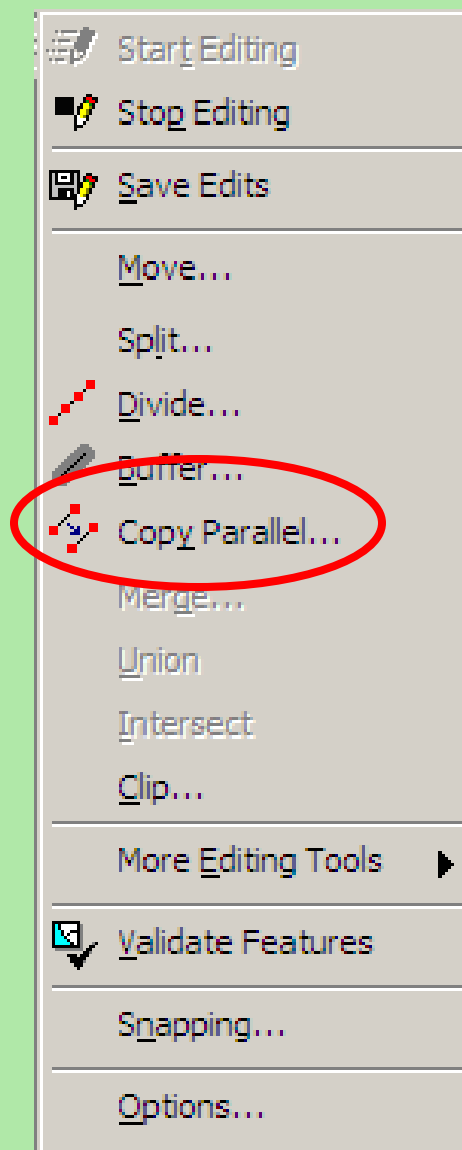 Start Editing
Stop Editing
Save Edits
Move...
Split...
Divide...
Buffer...
Copy Parallel...
Merge...
Union
Intersect
Clip...
More Editing Tools
Validate Features
Snapping...
Options...